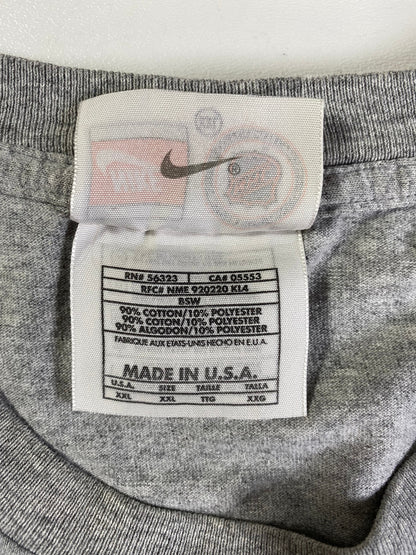 ®
RN# 56323 CA# 05553
RFC# NME 920220 KL4
BSW
90% COTTON/10% POLYESTER
90% COTON/10% POLYESTER
90% ALGODON/10% POLYESTER
FABRIQUE AUX ETATS-UNIS HECHO EN E.U.A.
MADE IN U.S.A.
U.S.A. SIZE TAILLE TALLA
XXL XXL TTG XXG